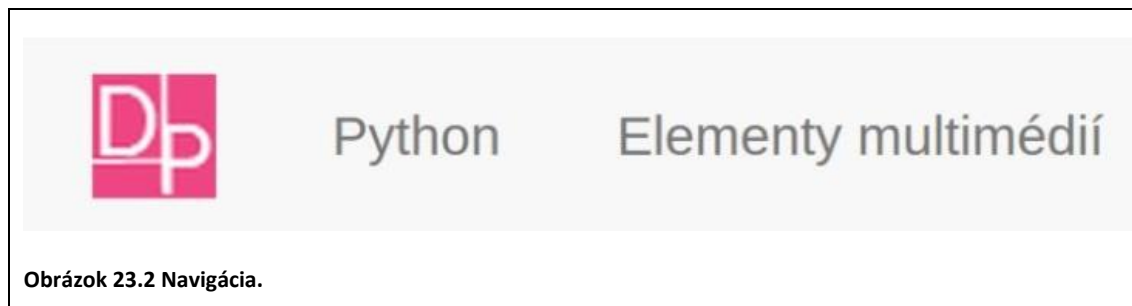 DP Python Elementy multimédií
Obrázok 23.2 Navigácia.